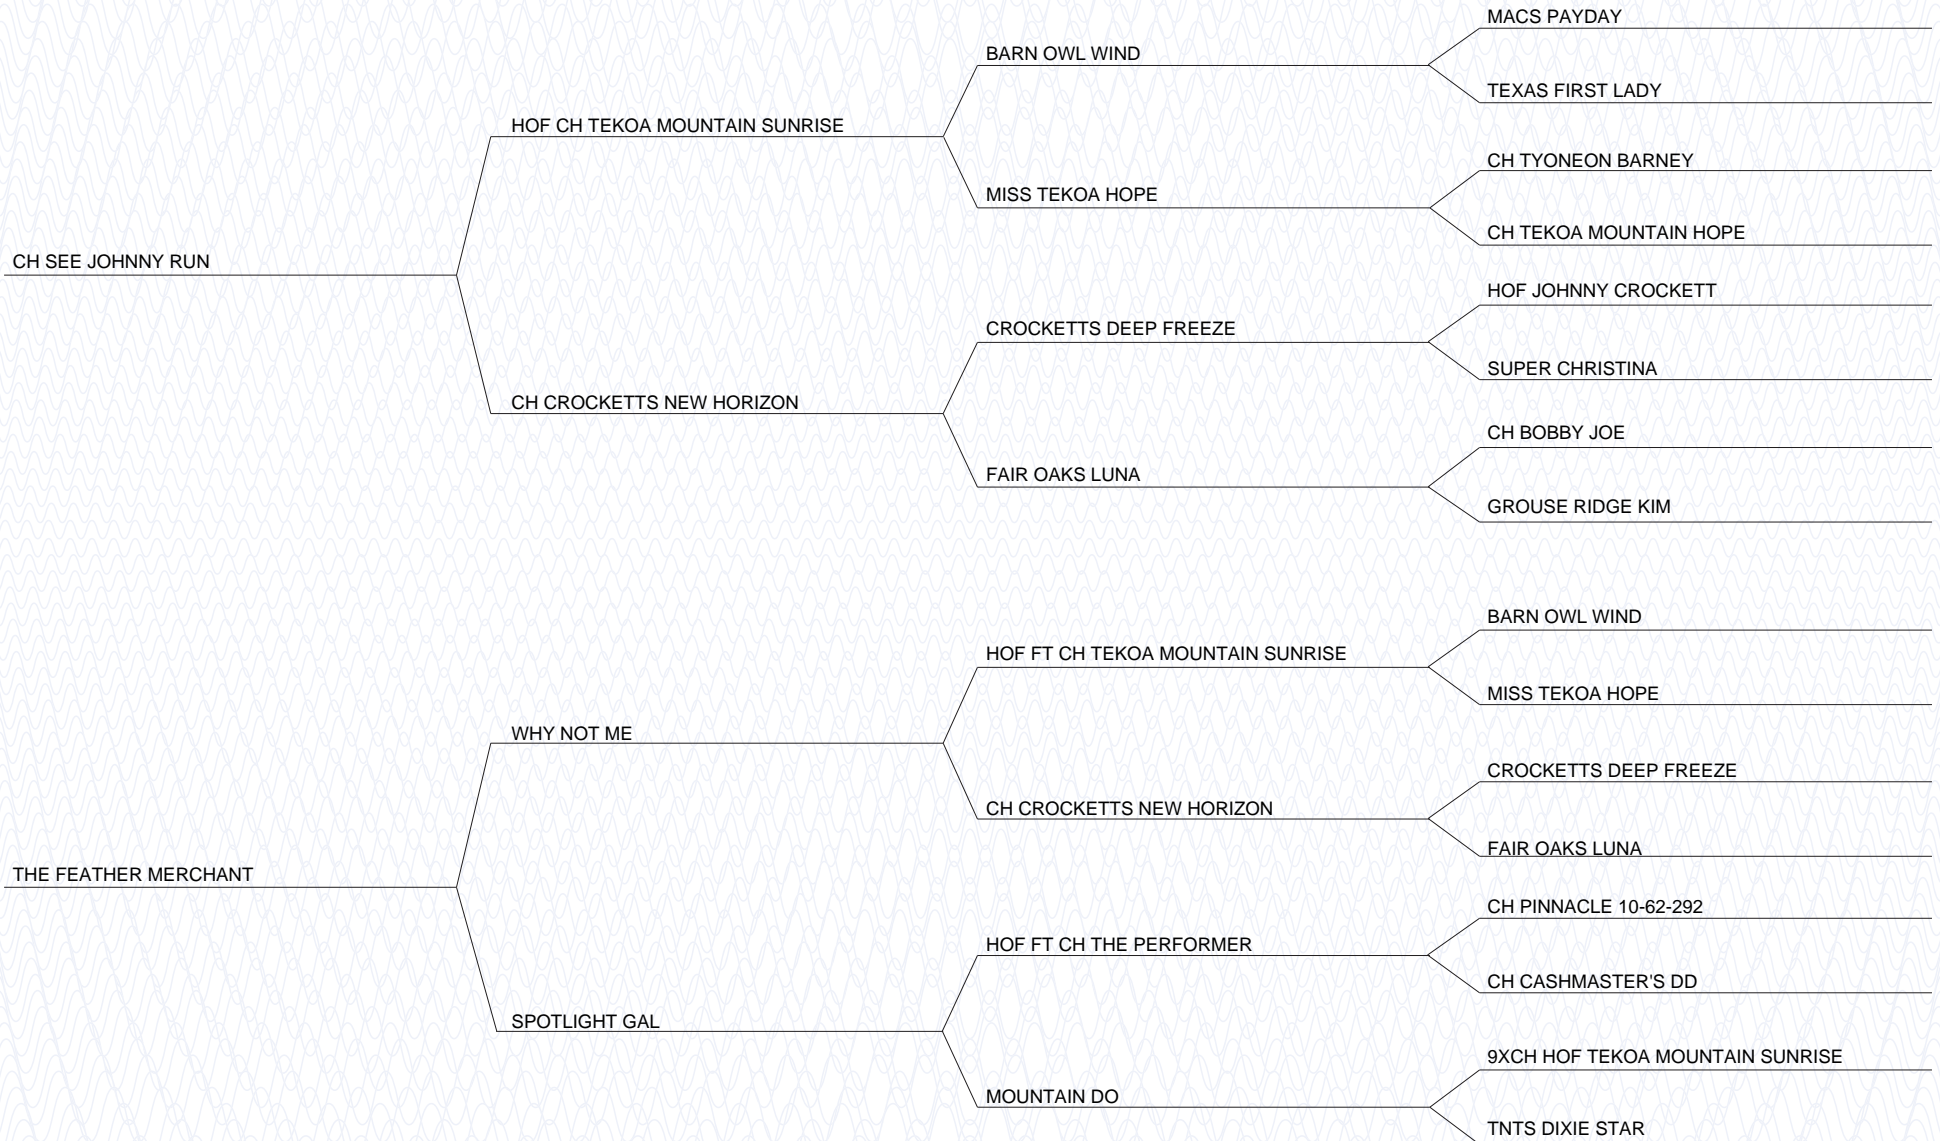 MACS PAYDAY
BARN OWL WIND
TEXAS FIRST LADY
HOF CH TEKOA MOUNTAIN SUNRISE
CH TYONEON BARNEY
MISS TEKOA HOPE
CH TEKOA MOUNTAIN HOPE
CH SEE JOHNNY RUN
HOF JOHNNY CROCKETT
CROCKETTS DEEP FREEZE
SUPER CHRISTINA
CH CROCKETTS NEW HORIZON
CH BOBBY JOE
FAIR OAKS LUNA
GROUSE RIDGE KIM
BARN OWL WIND
HOF FT CH TEKOA MOUNTAIN SUNRISE
MISS TEKOA HOPE
WHY NOT ME
CROCKETTS DEEP FREEZE
CH CROCKETTS NEW HORIZON
FAIR OAKS LUNA
THE FEATHER MERCHANT
CH PINNACLE 10-62-292
HOF FT CH THE PERFORMER
CH CASHMASTER'S DD
SPOTLIGHT GAL
9XCH HOF TEKOA MOUNTAIN SUNRISE
MOUNTAIN DO
TNTS DIXIE STAR